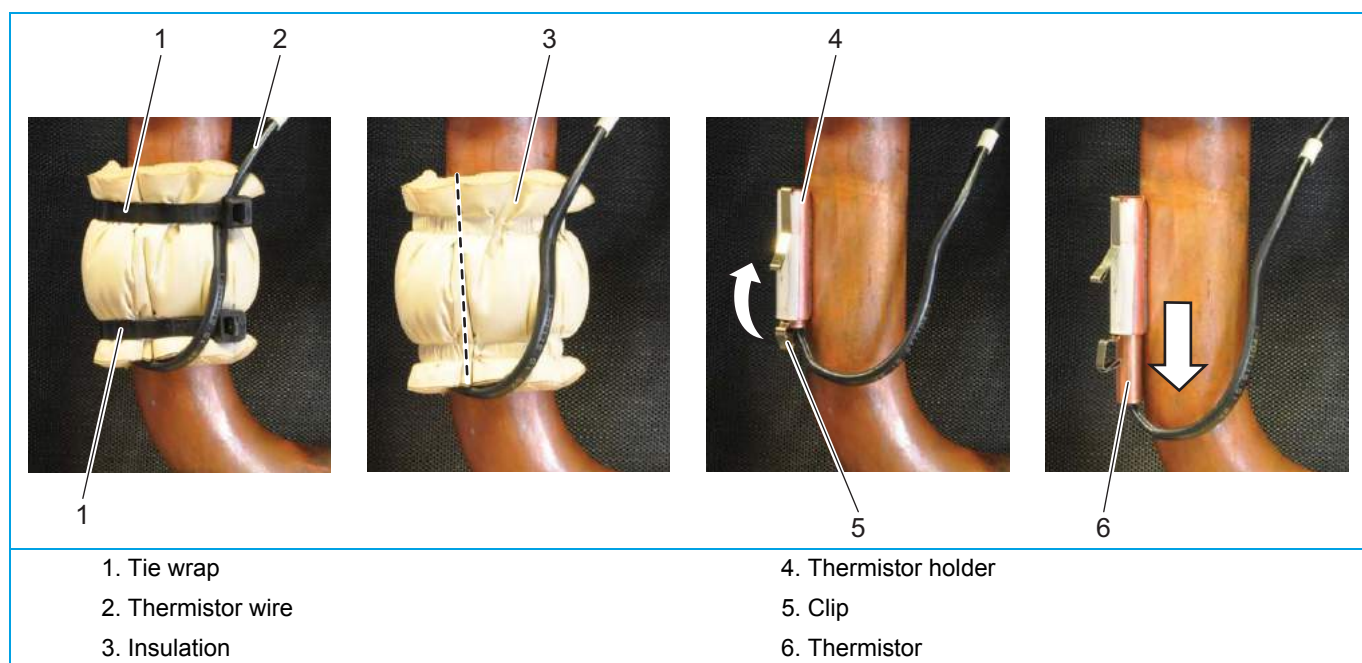 1 2 3 4
1 5 6
1. Tie wrap
2. Thermistor wire
3. Insulation
4. Thermistor holder
5. Clip
6. Thermistor